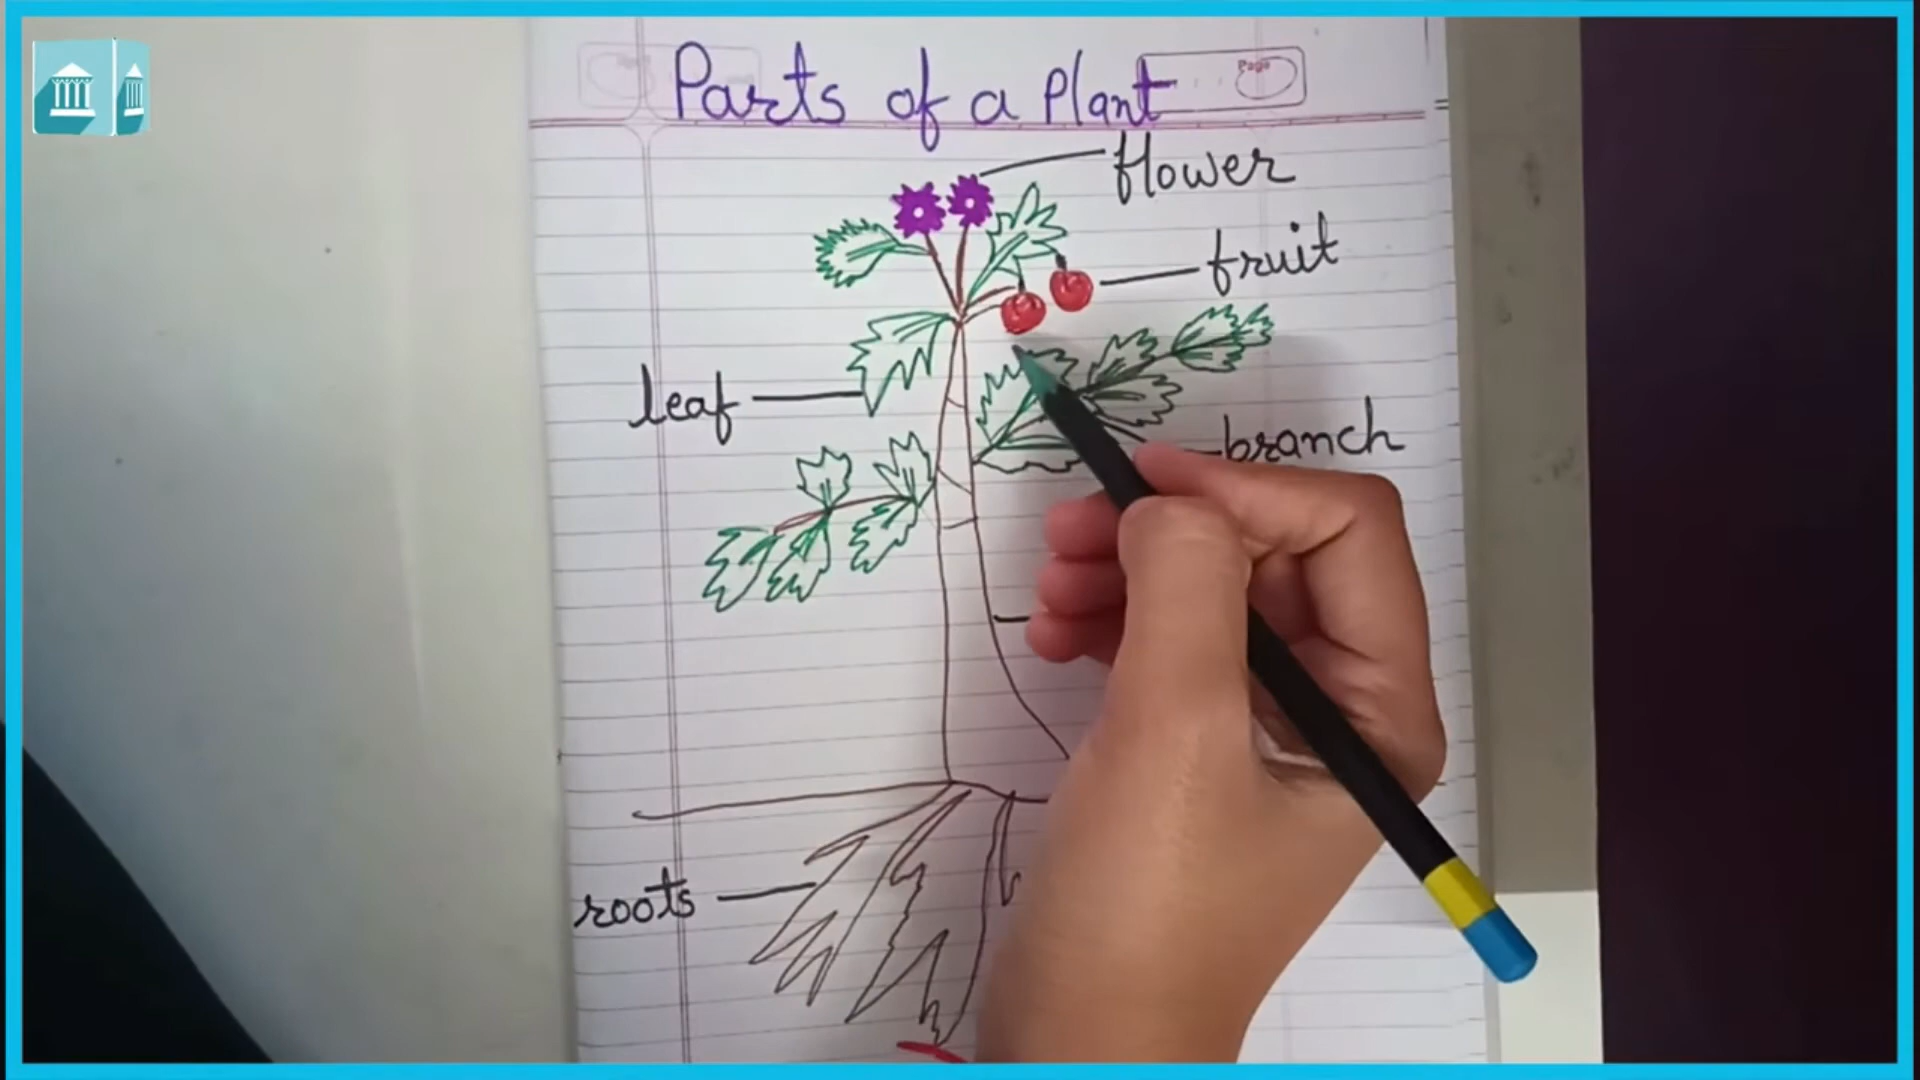 Page
Parts of a Plant
flower
fruit
leaf
branch
roots